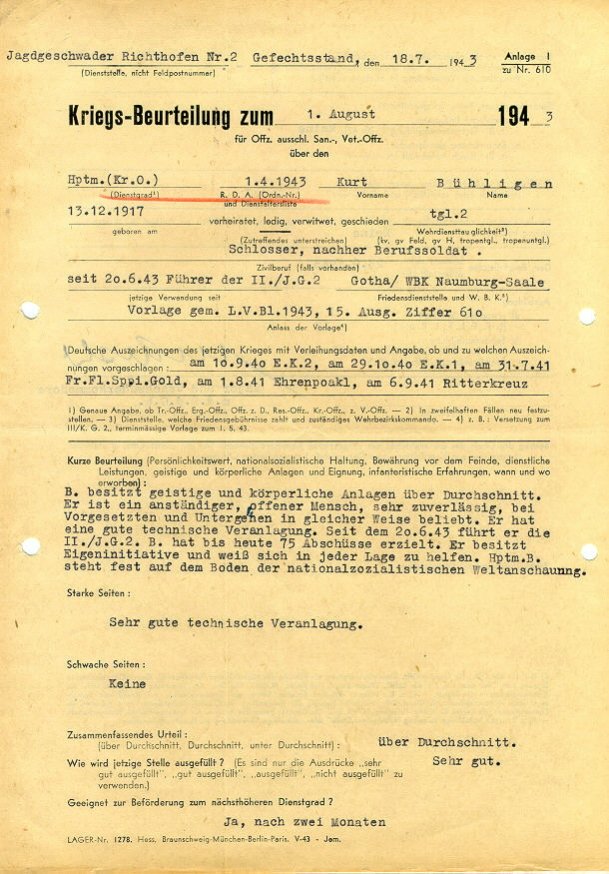 Jagdgeschwader Richthofen Nr.2 Gefechtsstand, den 18.7. 1943 Anlage 1
(Dienststelle, nicht Feldpostnummer) zu Nr. 610
Kriegs-Beurteilung zum 1. August 1943
für Offz. ausschl. San.-, Vet.-Offz.
über den
Hptm.(Kr.O.) 1.4.1943 Kurt Bühligen
(Dienstgrad¹) R. D. A. (Ordn.-Nr.) Vorname Name
und Dienstaltersliste
13.12.1917 verheiratet, ledig, verwitwet, geschieden tgl.2
geboren am (Zutreffendes unterstreichen) Wehrdiensttauglichkeit²)
(kv, gv Feld, gv H, tropentgl., tropenuntgl.)
Schlosser, nachher Berufssoldat .
Zivilberuf (falls vorhanden)
seit 2o.6.43 Führer der II./J.G.2 Gotha/ WBK Naumburg-Saale
jetzige Verwendung seit Friedensdienststelle und W. B. K.³)
Vorlage gem. L.V.Bl.1943, 15. Ausg. Ziffer 61o
Anlass der Vorlage⁴)
Deutsche Auszeichnungen des jetzigen Krieges mit Verleihungsdaten und Angabe, ob und zu welchen Auszeich-
nungen vorgeschlagen : am 1o.9.4o E.K.2, am 29.1o.4o E.K.1, am 31.7.41
Fr.Fl.Sppi.Gold, am 1.8.41 Ehrenpoakl, am 6.9.41 Ritterkreuz
1) Genaue Angabe, ob Tr.-Offz., Erg.-Offz., Offz. z. D., Res.-Offz., Kr.-Offz., z. V.-Offz. — 2) In zweifelhaften Fällen neu festzu-
stellen. — 3) Dienststelle, welche Friedensgebührnisse zahlt und zuständiges Wehrbezirkskommando. — 4) z. B.: Versetzung zum
III/K. G. 2., terminmässige Vorlage zum 1. 5. 43.
Kurze Beurteilung (Persönlichkeitswert, nationalsozialistische Haltung, Bewährung vor dem Feinde, dienstliche
Leistungen, geistige und körperliche Anlagen und Eignung, infanteristische Erfahrungen, wann und wo
erworben) :
B. besitzt geistige und körperliche Anlagen über Durchschnitt.
Er ist ein anständiger, offener Mensch, sehr zuverlässig, bei
Vorgesetzten und Untergehen in gleicher Weise beliebt. Er hat
eine gute technische Veranlagung. Seit dem 2o.6.43 führt er die
II./J.G.2. B. hat bis heute 75 Abschüsse erzielt. Er besitzt
Eigeninitiative und weiß sich in jeder Lage zu helfen. Hptm.B.
steht fest auf dem Boden der nationalzozialistischen Weltanschaunng.
Starke Seiten :
Sehr gute technische Veranlagung.
Schwache Seiten :
Keine
Zusammenfassendes Urteil :
(über Durchschnitt, Durchschnitt, unter Durchschnitt) : über Durchschnitt.
Wie wird jetzige Stelle ausgefüllt ? (Es sind nur die Ausdrücke „sehr Sehr gut.
gut ausgefüllt", „gut ausgefüllt", „ausgefüllt", „nicht ausgefüllt" zu
verwenden.)
Geeignet zur Beförderung zum nächsthöheren Dienstgrad ?
Ja, nach zwei Monaten
LAGER-Nr. 1278. Hess, Braunschweig-München-Berlin-Paris. V-43 - Jem.